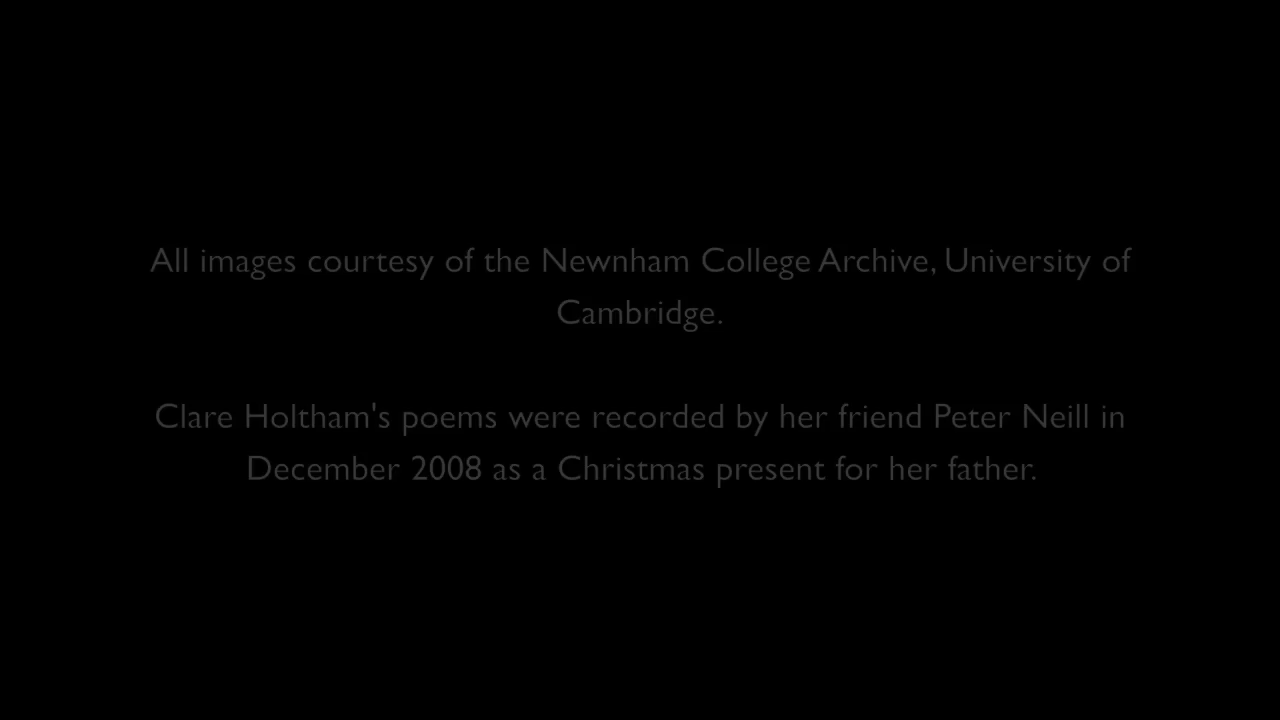 All images courtesy of the Newnham College Archive, University of
Cambridge.
Clare Holtham's poems were recorded by her friend Peter Neill in
December 2008 as a Christmas present for her father.